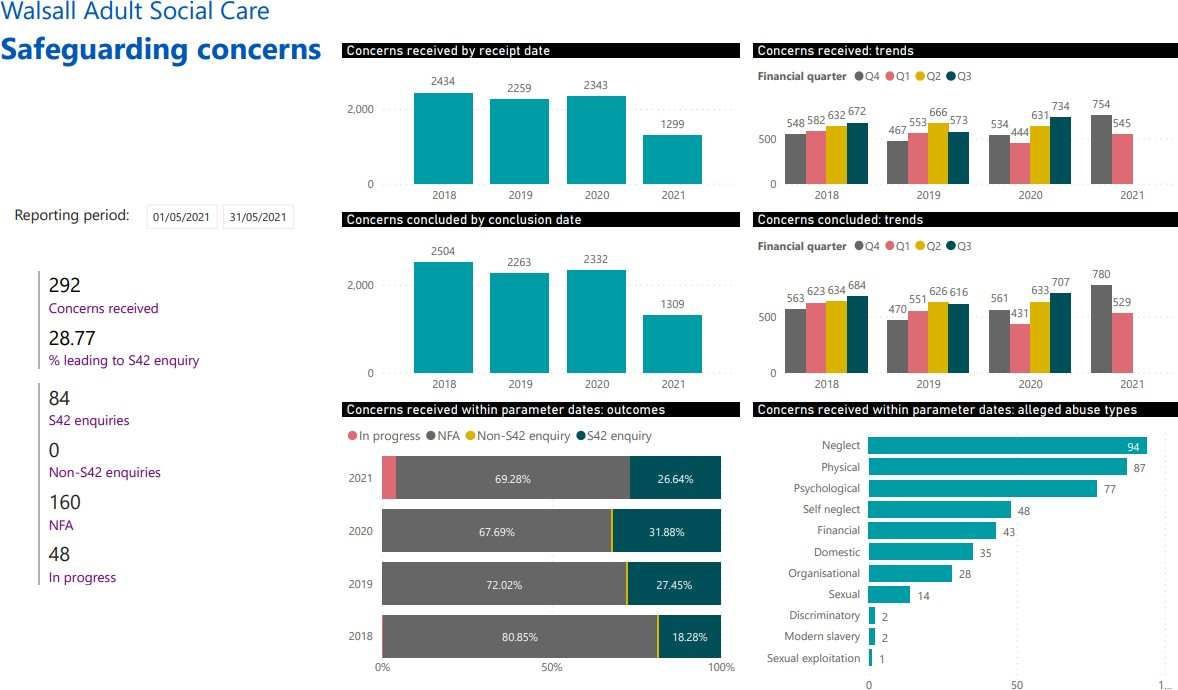 Walsall Adult Social Care
Safeguarding concerns
Reporting period: 01/05/2021 31/05/2021
292
Concerns received
28.77
% leading to S42 enquiry
84
S42 enquiries
0
Non-S42 enquiries
160
NFA
48
In progress
Concerns received by receipt date
2434 2259 2343 1299
2,000
0
2018 2019 2020 2021
Concerns received: trends
Financial quarter Q4 Q1 Q2 Q3
548 582 632 672 467 553 666 573 534 444 631 734 754 545
500
0
2018 2019 2020 2021
Concerns concluded by conclusion date
2504 2263 2332 1309
2,000
0
2018 2019 2020 2021
Concerns concluded: trends
Financial quarter Q4 Q1 Q2 Q3
563 623 634 684 470 551 626 616 561 431 633 707 780 529
500
0
2018 2019 2020 2021
Concerns received within parameter dates: outcomes
In progress NFA Non-S42 enquiry S42 enquiry
2021 69.28% 26.64%
2020 67.69% 31.88%
2019 72.02% 27.45%
2018 80.85% 18.28%
0% 50% 100%
Concerns received within parameter dates: alleged abuse types
Neglect 94
Physical 87
Psychological 77
Self neglect 48
Financial 43
Domestic 35
Organisational 28
Sexual 14
Discriminatory 2
Modern slavery 2
Sexual exploitation 1
0 50 1...